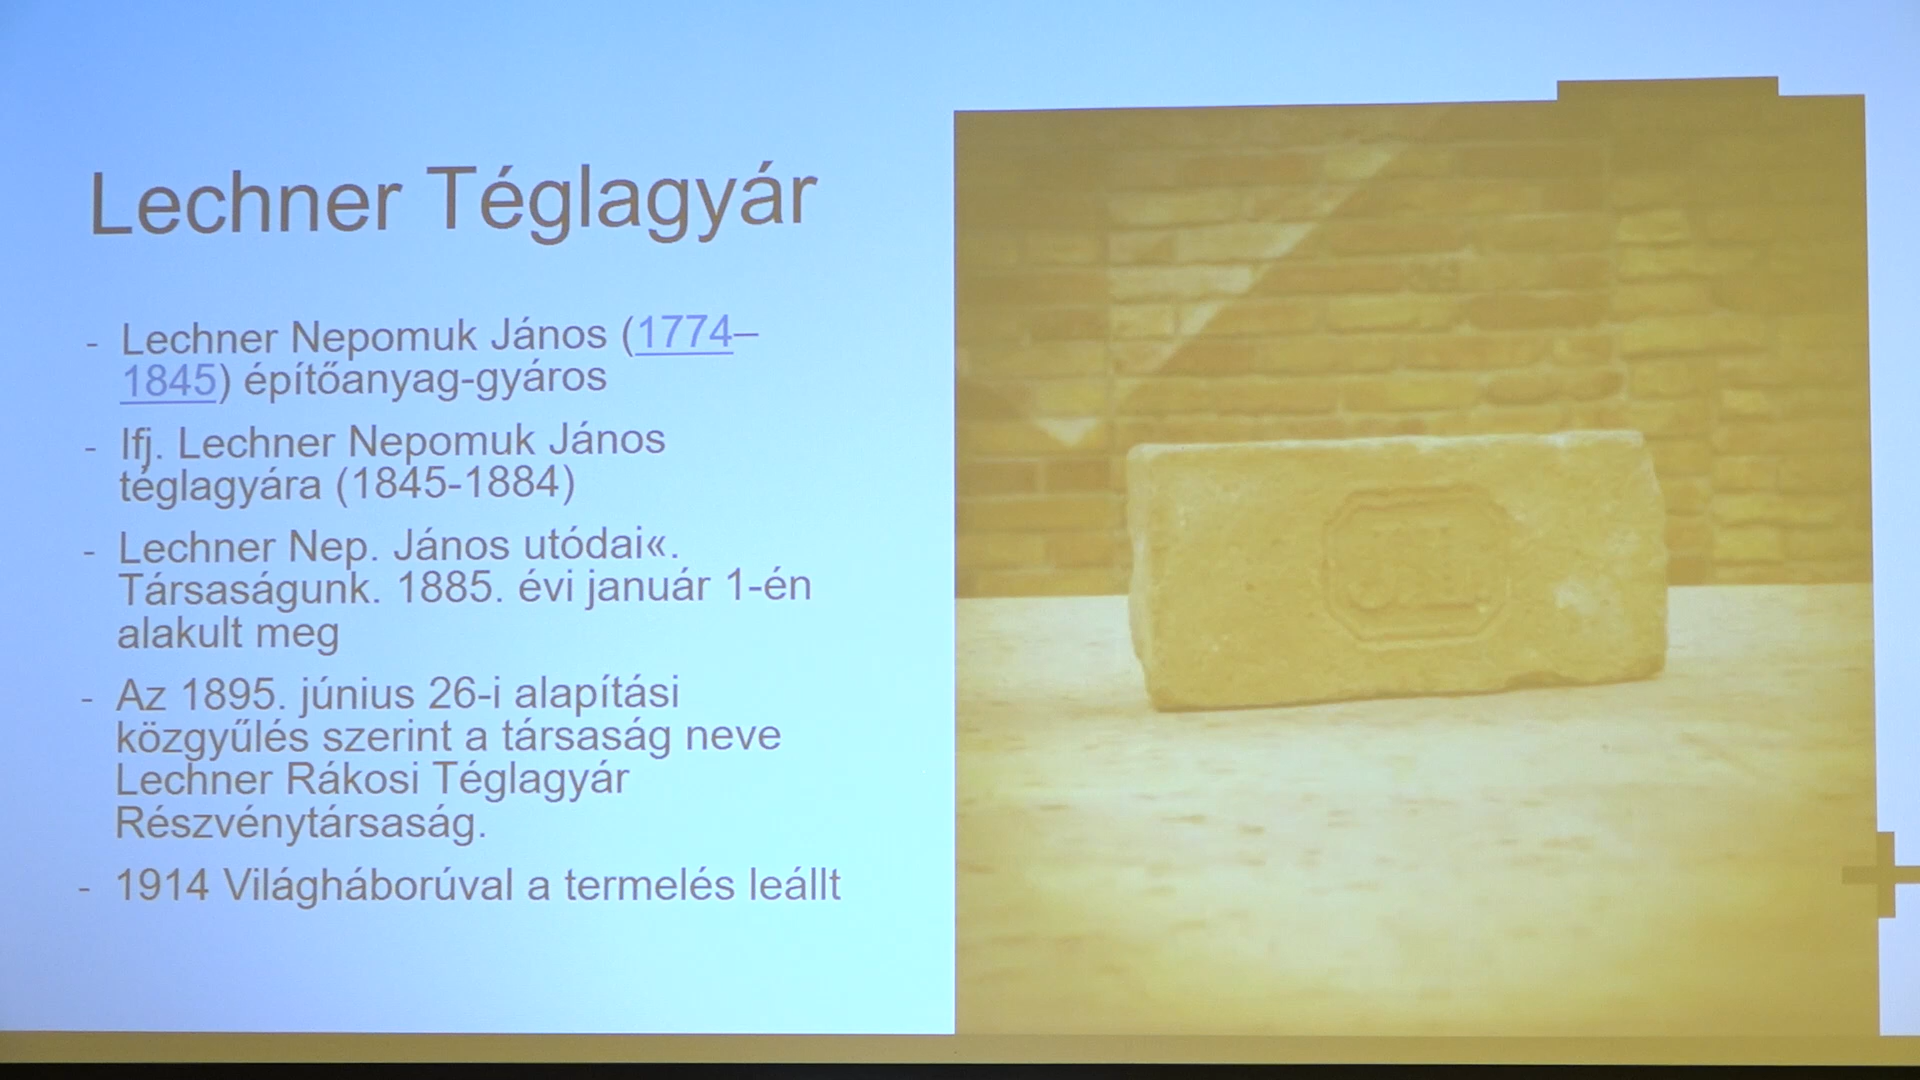 Lechner Téglagyár
- Lechner Nepomuk János (1774–
1845) építőanyag-gyáros
- Ifj. Lechner Nepomuk János
téglagyára (1845-1884)
- Lechner Nep. János utódai«.
Társaságunk. 1885. évi január 1-én
alakult meg
- Az 1895. június 26-i alapítási
közgyűlés szerint a társaság neve
Lechner Rákosi Téglagyár
Részvénytársaság.
- 1914 Világháborúval a termelés leállt